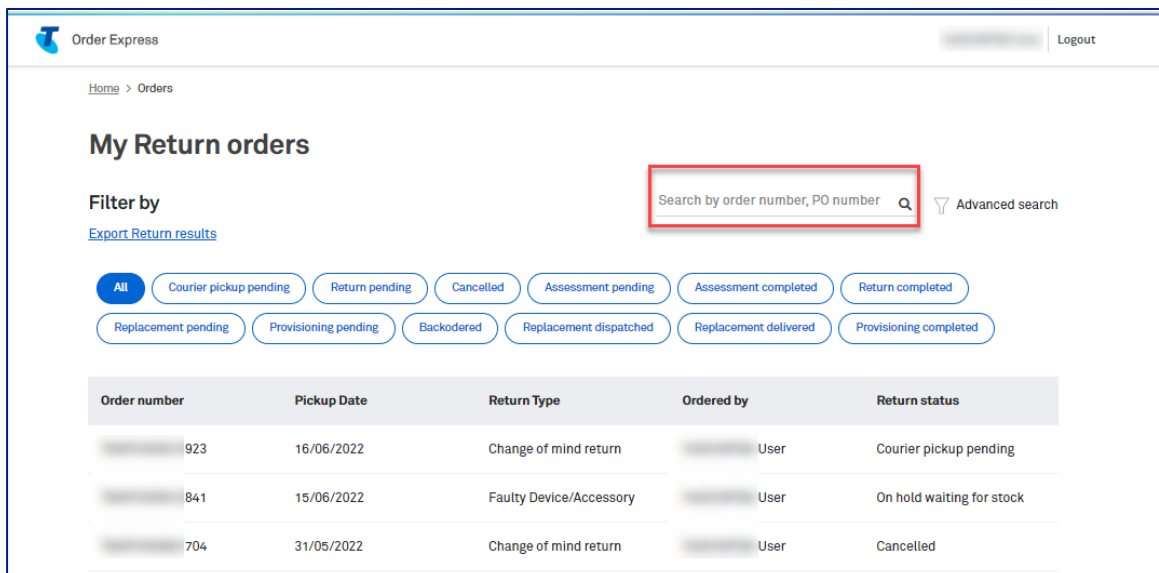 Order Express
Logout
Home > Orders
My Return orders
Filter by
Search by order number, PO number
Advanced search
Export Return results
All Courier pickup pending Return pending Cancelled Assessment pending Assessment completed Return completed
Replacement pending Provisioning pending Backodered Replacement dispatched Replacement delivered Provisioning completed
Order number Pickup Date Return Type Ordered by Return status
923 16/06/2022 Change of mind return User Courier pickup pending
841 15/06/2022 Faulty Device/Accessory User On hold waiting for stock
704 31/05/2022 Change of mind return User Cancelled